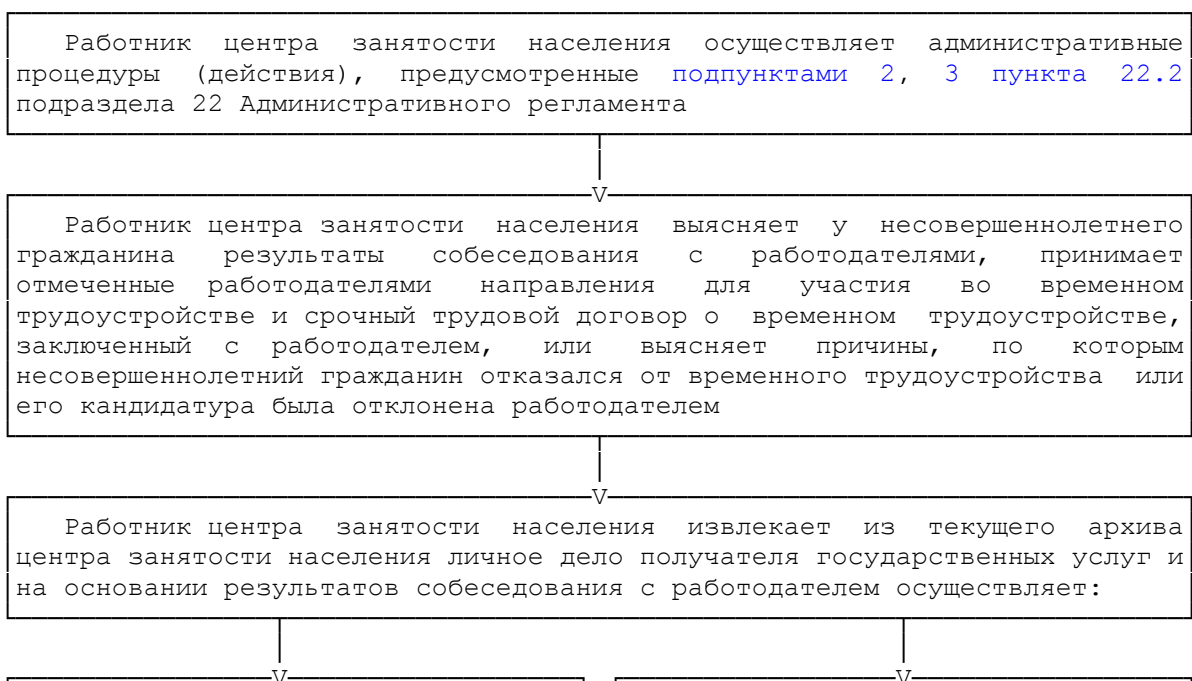 Работник центра занятости населения осуществляет административные
процедуры (действия), предусмотренные подпунктами 2, 3 пункта 22.2
подраздела 22 Административного регламента
V
Работник центра занятости населения выясняет у несовершеннолетнего
гражданина результаты собеседования с работодателями, принимает
отмеченные работодателями направления для участия во временном
трудоустройстве и срочный трудовой договор о временном трудоустройстве,
заключенный с работодателем, или выясняет причины, по которым
несовершеннолетний гражданин отказался от временного трудоустройства или
его кандидатура была отклонена работодателем
V
Работник центра занятости населения извлекает из текущего архива
центра занятости населения личное дело получателя государственных услуг и
на основании результатов собеседования с работодателем осуществляет:
V V